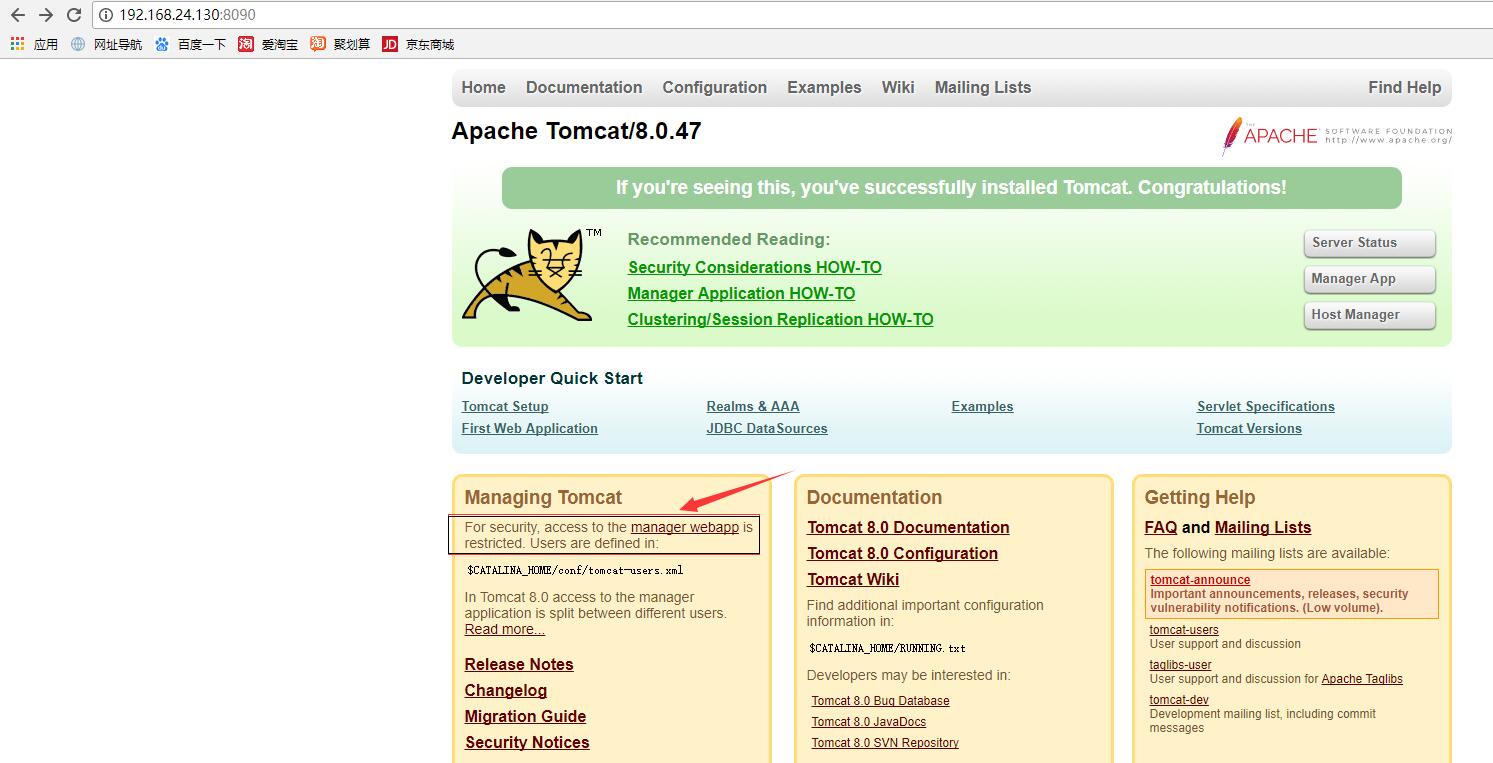 192.168.24.130:8090
应用 网址导航 百度一下 淘 爱淘宝 淘 聚划算 JD 京东商城
Home Documentation Configuration Examples Wiki Mailing Lists Find Help
Apache Tomcat/8.0.47
THE APACHE SOFTWARE FOUNDATION
http://www.apache.org/
If you're seeing this, you've successfully installed Tomcat. Congratulations!
TM
Recommended Reading:
Security Considerations HOW-TO
Manager Application HOW-TO
Clustering/Session Replication HOW-TO
Server Status
Manager App
Host Manager
Developer Quick Start
Tomcat Setup
First Web Application
Realms & AAA
JDBC DataSources
Examples
Servlet Specifications
Tomcat Versions
Managing Tomcat
For security, access to the manager webapp is
restricted. Users are defined in:
$CATALINA_HOME/conf/tomcat-users.xml
In Tomcat 8.0 access to the manager
application is split between different users.
Read more...
Release Notes
Changelog
Migration Guide
Security Notices
Documentation
Tomcat 8.0 Documentation
Tomcat 8.0 Configuration
Tomcat Wiki
Find additional important configuration
information in:
$CATALINA_HOME/RUNNING.txt
Developers may be interested in:
Tomcat 8.0 Bug Database
Tomcat 8.0 JavaDocs
Tomcat 8.0 SVN Repository
Getting Help
FAQ and Mailing Lists
The following mailing lists are available:
tomcat-announce
Important announcements, releases, security
vulnerability notifications. (Low volume).
tomcat-users
User support and discussion
taglibs-user
User support and discussion for Apache Taglibs
tomcat-dev
Development mailing list, including commit
messages